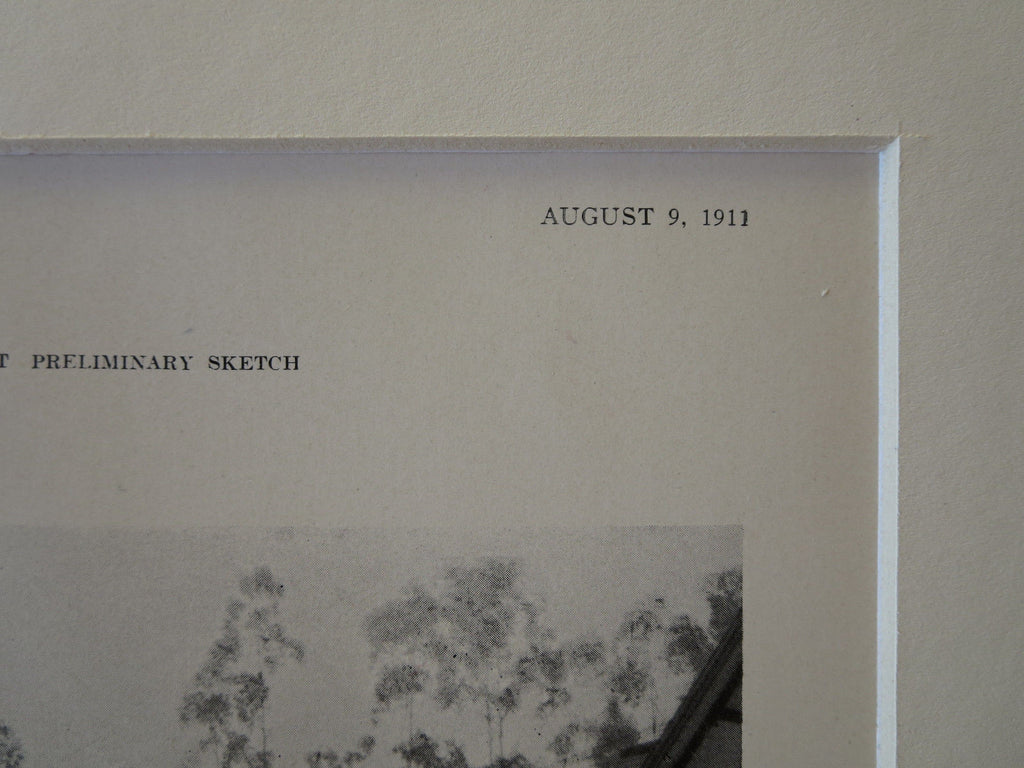 AUGUST 9, 1911
T PRELIMINARY SKETCH